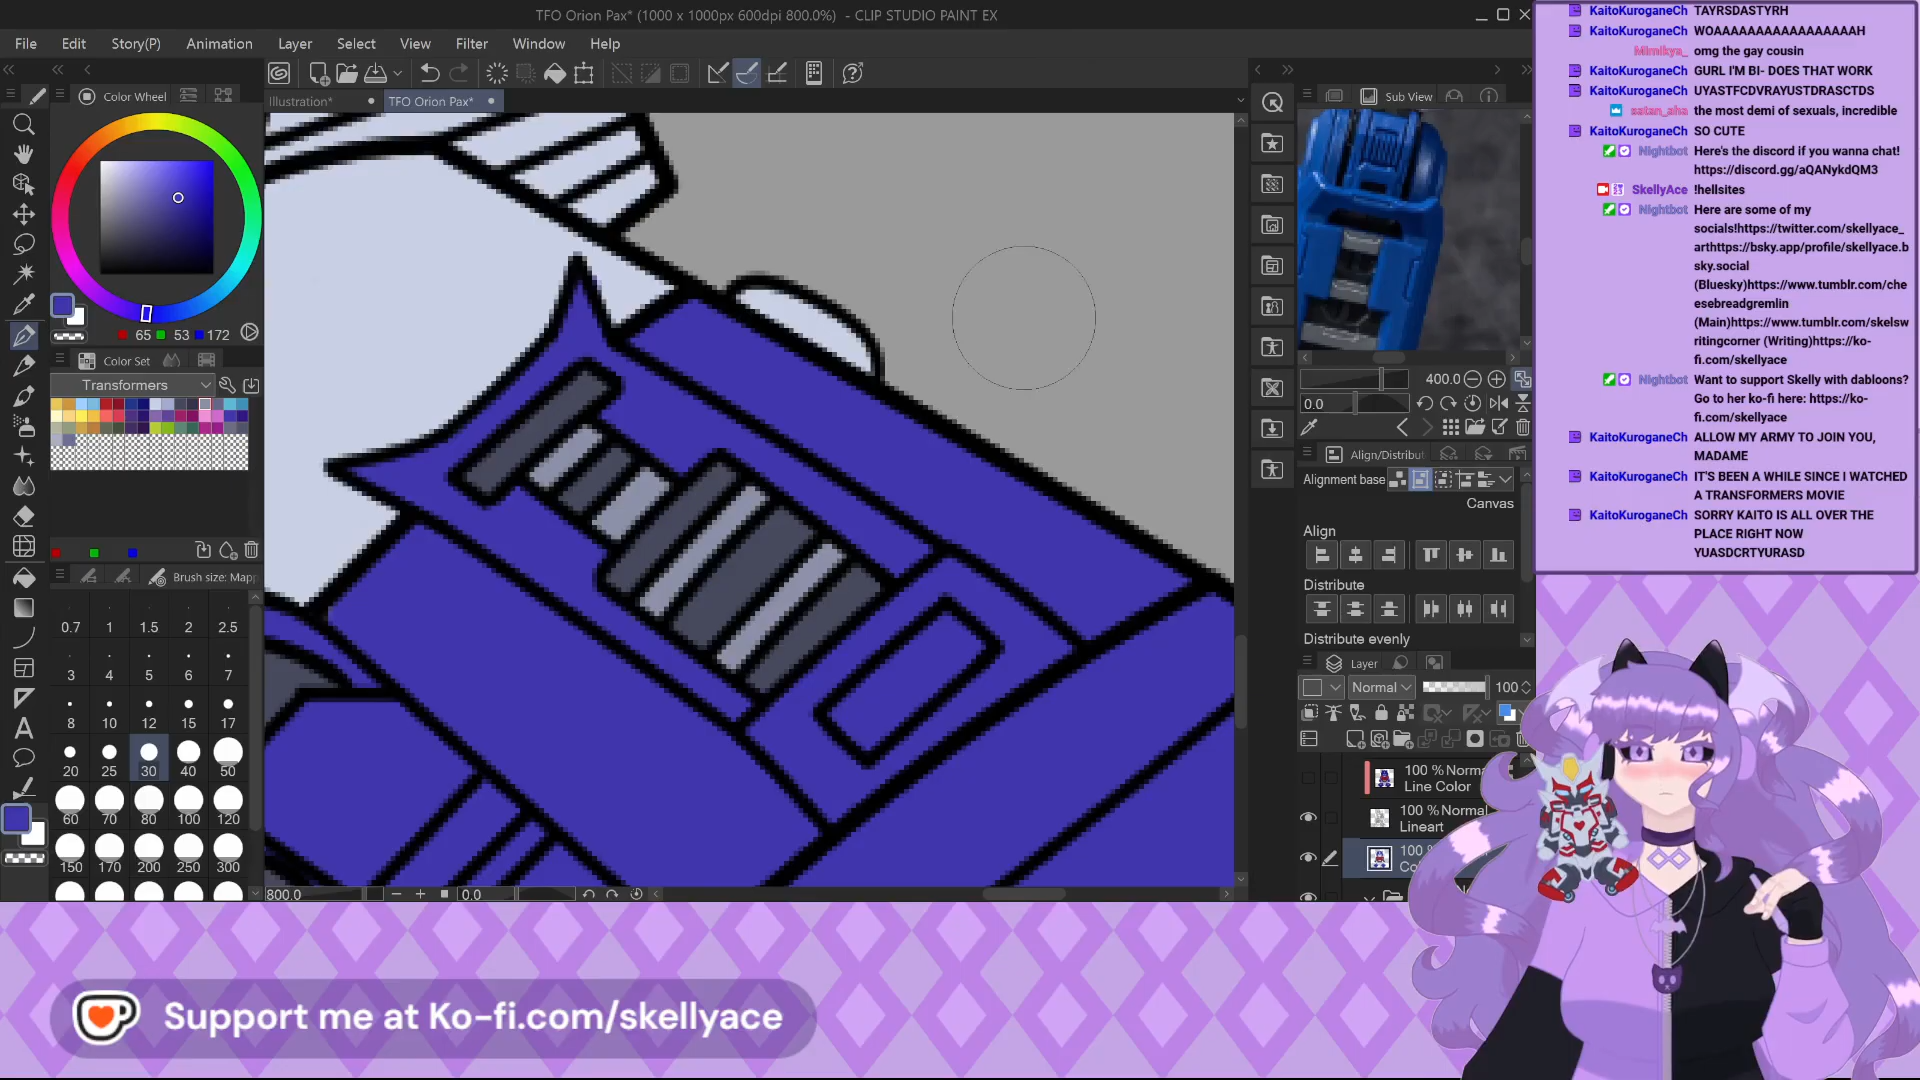 TFO Orion Pax* (1000 x 1000px 600dpi 800.0%) - CLIP STUDIO PAINT EX
File Edit Story(P) Animation Layer Select View Filter Window Help
Illustration* TFO Orion Pax*
Color Wheel
65 53 172
Color Set
Transformers
Brush size: Mapp
0.7 1 1.5 2 2.5
3 4 5 6 7
8 10 12 15 17
20 25 30 40 50
60 70 80 100 120
150 170 200 250 300
800.0 0.0
Sub View
400.0
0.0
Align/Distribut
Alignment base
Canvas
Align
Distribute
Distribute evenly
Layer
Normal 100
100 % Norma
Line Color
100 % Norma
Lineart
100
KaitoKuroganeCh TAYRSDASTYRH
KaitoKuroganeCh WOAAAAAAAAAAAAAAAAAH
Mimikya_ omg the gay cousin
KaitoKuroganeCh GURL I'M BI- DOES THAT WORK
KaitoKuroganeCh UYASTFCDVRAYUSTDRASCTDS
satan_aha the most demi of sexuals, incredible
KaitoKuroganeCh SO CUTE
Nightbot Here's the discord if you wanna chat!
https://discord.gg/aQANykdQM3
SkellyAce !hellsites
Nightbot Here are some of my
socials!https://twitter.com/skellyace_
arthttps://bsky.app/profile/skellyace.b
sky.social
(Bluesky)https://www.tumblr.com/che
esebreadgremlin
(Main)https://www.tumblr.com/skelsw
ritingcorner (Writing)https://ko-
fi.com/skellyace
Nightbot Want to support Skelly with dabloons?
Go to her ko-fi here: https://ko-
fi.com/skellyace
KaitoKuroganeCh ALLOW MY ARMY TO JOIN YOU,
MADAME
KaitoKuroganeCh IT'S BEEN A WHILE SINCE I WATCHED
A TRANSFORMERS MOVIE
KaitoKuroganeCh SORRY KAITO IS ALL OVER THE
PLACE RIGHT NOW
YUASDCRTYURASD
Support me at Ko-fi.com/skellyace